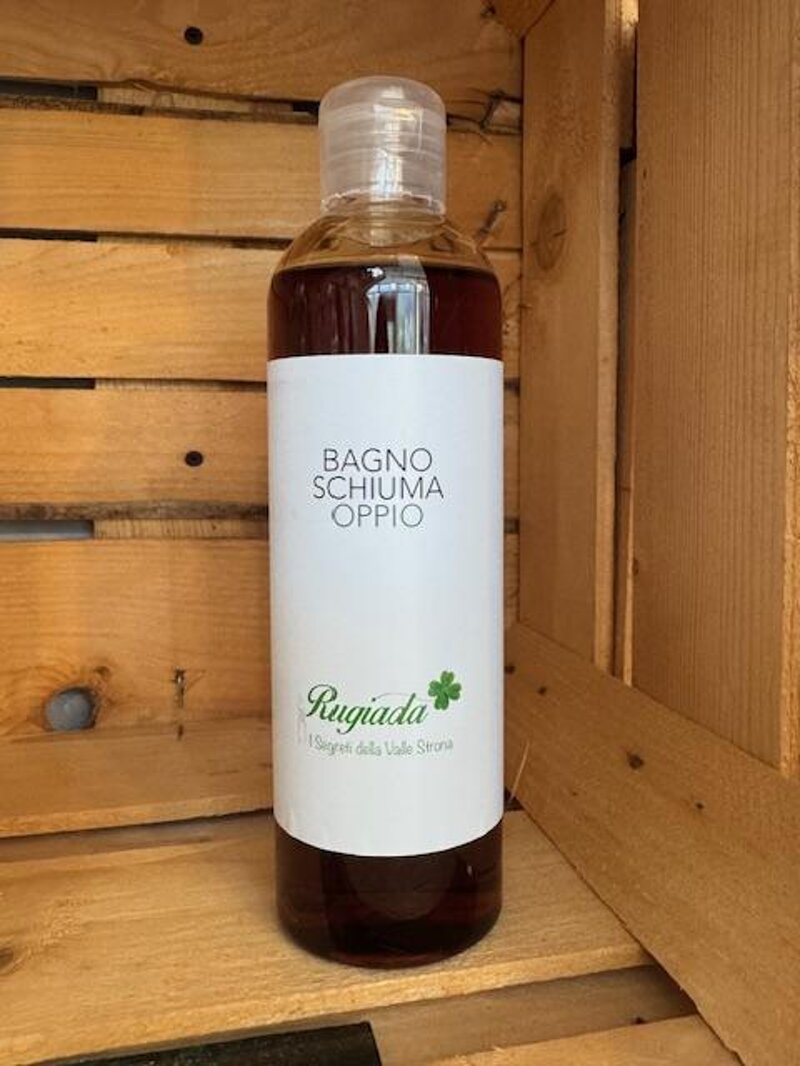 BAGNO
SCHIUMA
OPPIO
Rugiada
I Segreti della Valle Strona